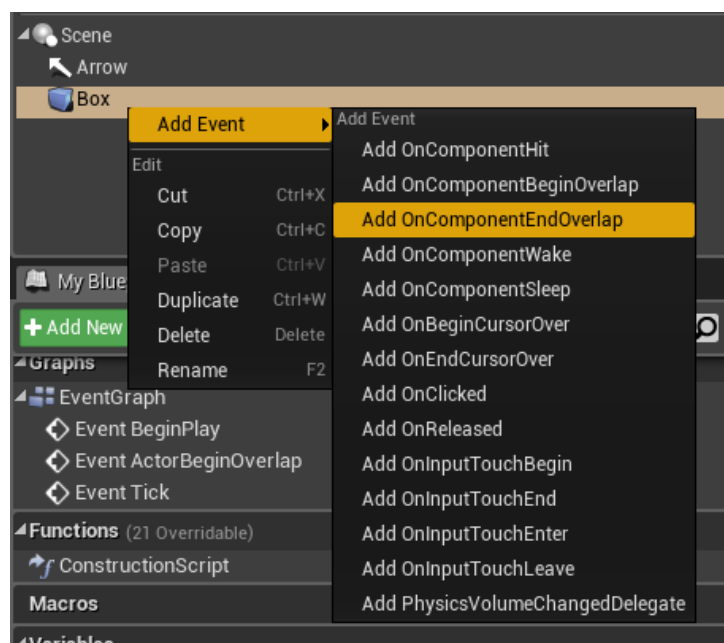 Scene
Arrow
Box
Add Event
Edit
Cut Ctrl+X
Copy Ctrl+C
Paste Ctrl+V
Duplicate Ctrl+W
Delete Delete
Rename F2
Add Event
Add OnComponentHit
Add OnComponentBeginOverlap
Add OnComponentEndOverlap
Add OnComponentWake
Add OnComponentSleep
Add OnBeginCursorOver
Add OnEndCursorOver
Add OnClicked
Add OnReleased
Add OnInputTouchBegin
Add OnInputTouchEnd
Add OnInputTouchEnter
Add OnInputTouchLeave
Add PhysicsVolumeChangedDelegate
My Blue
Add New
Graphs
EventGraph
Event BeginPlay
Event ActorBeginOverlap
Event Tick
Functions (21 Overridable)
ConstructionScript
Macros
Variables